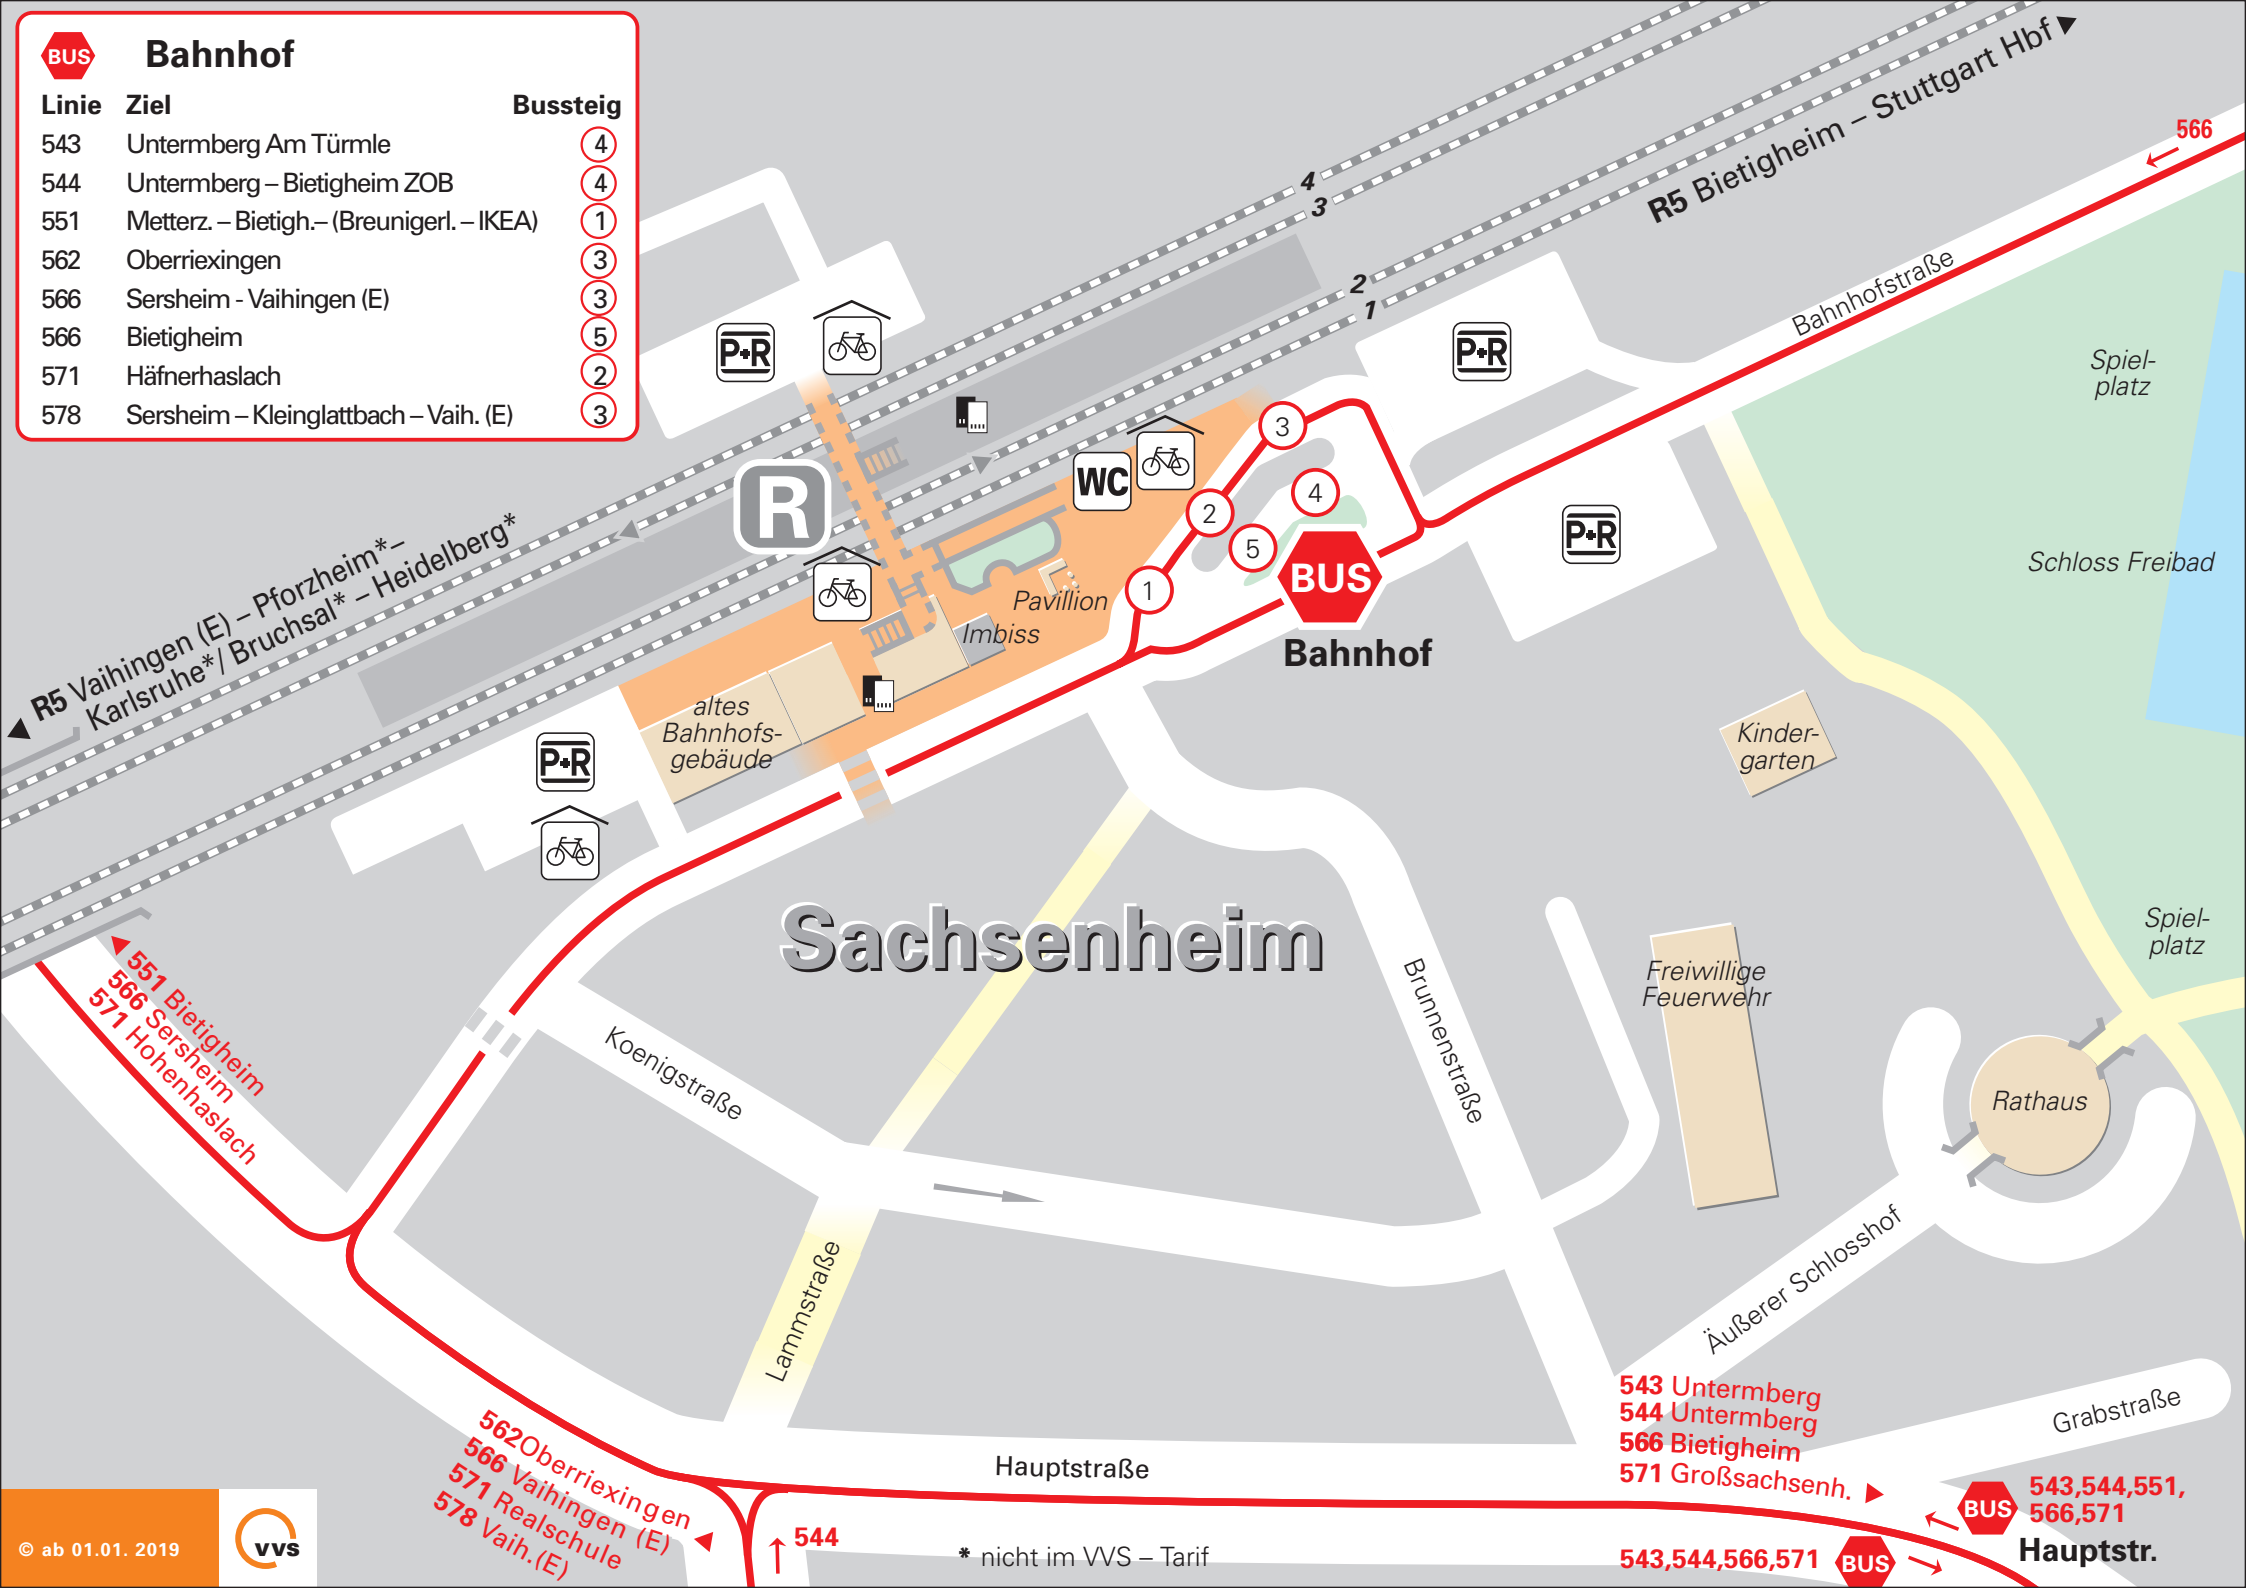 BUS Bahnhof
Linie Ziel Bussteig
543 Untermberg Am Türmle 4
544 Untermberg – Bietigheim ZOB 4
551 Metterz. – Bietigh.– (Breunigerl. – IKEA) 1
562 Oberriexingen 3
566 Sersheim - Vaihingen (E) 3
566 Bietigheim 5
571 Häfnerhaslach 2
578 Sersheim – Kleinglattbach – Vaih. (E) 3
R5 Bietigheim – Stuttgart Hbf
566
4
3
2
1
Bahnhofstraße
P+R
P+R
P+R
P+R
Spiel-
platz
Schloss Freibad
R
WC
3
4
2
5
1
BUS
Bahnhof
Pavillion
Imbiss
R5 Vaihingen (E) – Pforzheim*–
Karlsruhe*/ Bruchsal* – Heidelberg*
altes
Bahnhofs-
gebäude
Kinder-
garten
Sachsenheim
Spiel-
platz
Freiwillige
Feuerwehr
Rathaus
551 Bietigheim
566 Sersheim
571 Hohenhaslach
Koenigstraße
Brunnenstraße
Lammstraße
Äußerer Schlosshof
Grabstraße
Hauptstraße
543 Untermberg
544 Untermberg
566 Bietigheim
571 Großsachsenh.
562 Oberriexingen
566 Vaihingen (E)
571 Realschule
578 Vaih.(E)
544
* nicht im VVS – Tarif
BUS
543,544,551,
566,571
Hauptstr.
543,544,566,571 BUS
© ab 01.01. 2019
vvs